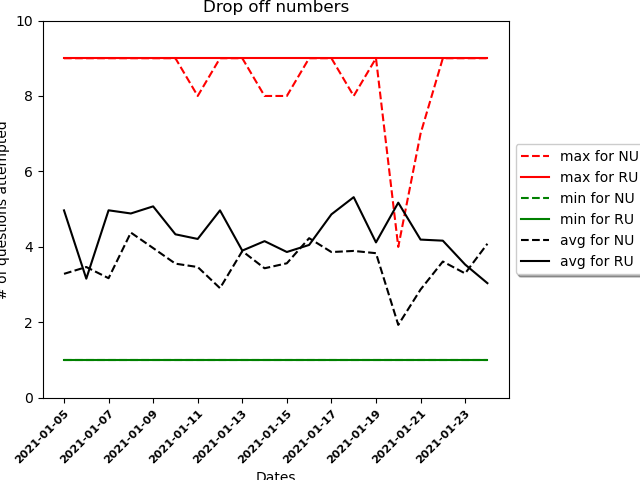 Drop off numbers
# of questions attempted
10
8
6
4
2
0
2021-01-05
2021-01-07
2021-01-09
2021-01-11
2021-01-13
2021-01-15
2021-01-17
2021-01-19
2021-01-21
2021-01-23
Dates
max for NU
max for RU
min for NU
min for RU
avg for NU
avg for RU